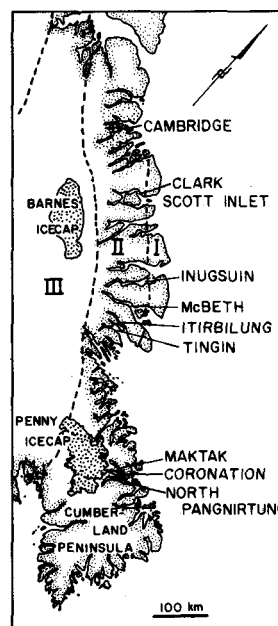 CAMBRIDGE
CLARK
SCOTT INLET
BARNES
ICECAP
II
I
III
INUGSUIN
McBETH
ITIRBILUNG
TINGIN
PENNY
ICECAP
MAKTAK
CORONATION
NORTH
PANGNIRTUNG
CUMBER-
LAND
PENINSULA
100 km